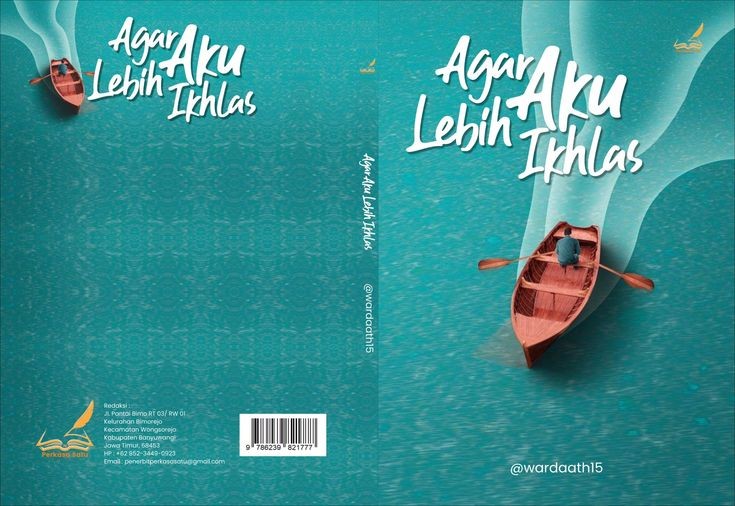 Agar Aku
Lebih Ikhlas
Redaksi :
Jl. Pantai Bimo RT 03/ RW 01
Kelurahan Bimorejo
Kecamatan Wongsorejo
Kabupaten Banyuwangi
Jawa Timur, 68453
HP : +62 852-3449-0923
Email : penerbitperkasasatu@gmail.com
Perkasa Satu
9 786239 821777
Agar Aku Lebih Ikhlas
@wardaath15
Agar Aku
Lebih Ikhlas
@wardaath15